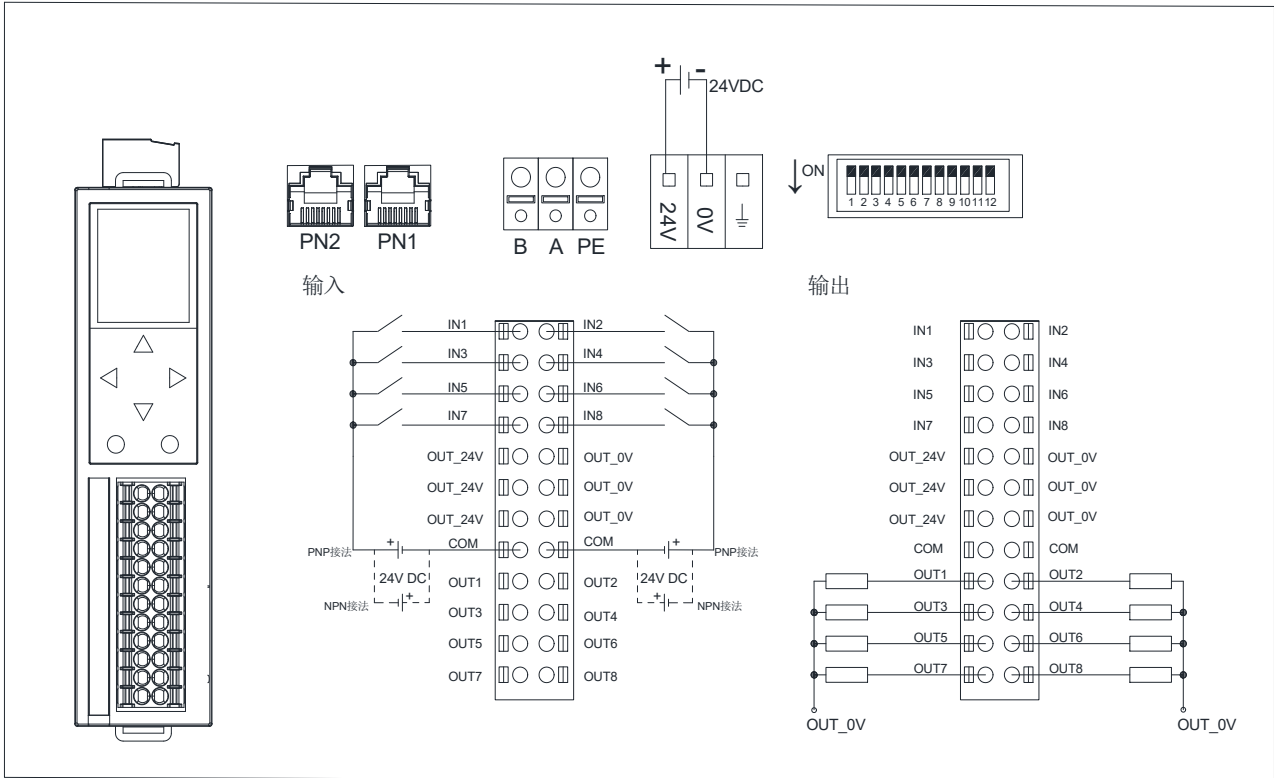 + -
24VDC
ON
24V 0V
1 2 3 4 5 6 7 8 9 10 11 12
PN2 PN1
B A PE
输入
输出
IN1 IN2
IN3 IN4
IN5 IN6
IN7 IN8
OUT_24V OUT_0V
OUT_24V OUT_0V
OUT_24V OUT_0V
PNP接法 + COM COM + PNP接法
24V DC OUT1 OUT2 24V DC
NPN接法 + OUT3 OUT4 + NPN接法
OUT5 OUT6
OUT7 OUT8
IN1 IN2
IN3 IN4
IN5 IN6
IN7 IN8
OUT_24V OUT_0V
OUT_24V OUT_0V
OUT_24V OUT_0V
COM COM
OUT1 OUT2
OUT3 OUT4
OUT5 OUT6
OUT7 OUT8
OUT_0V OUT_0V